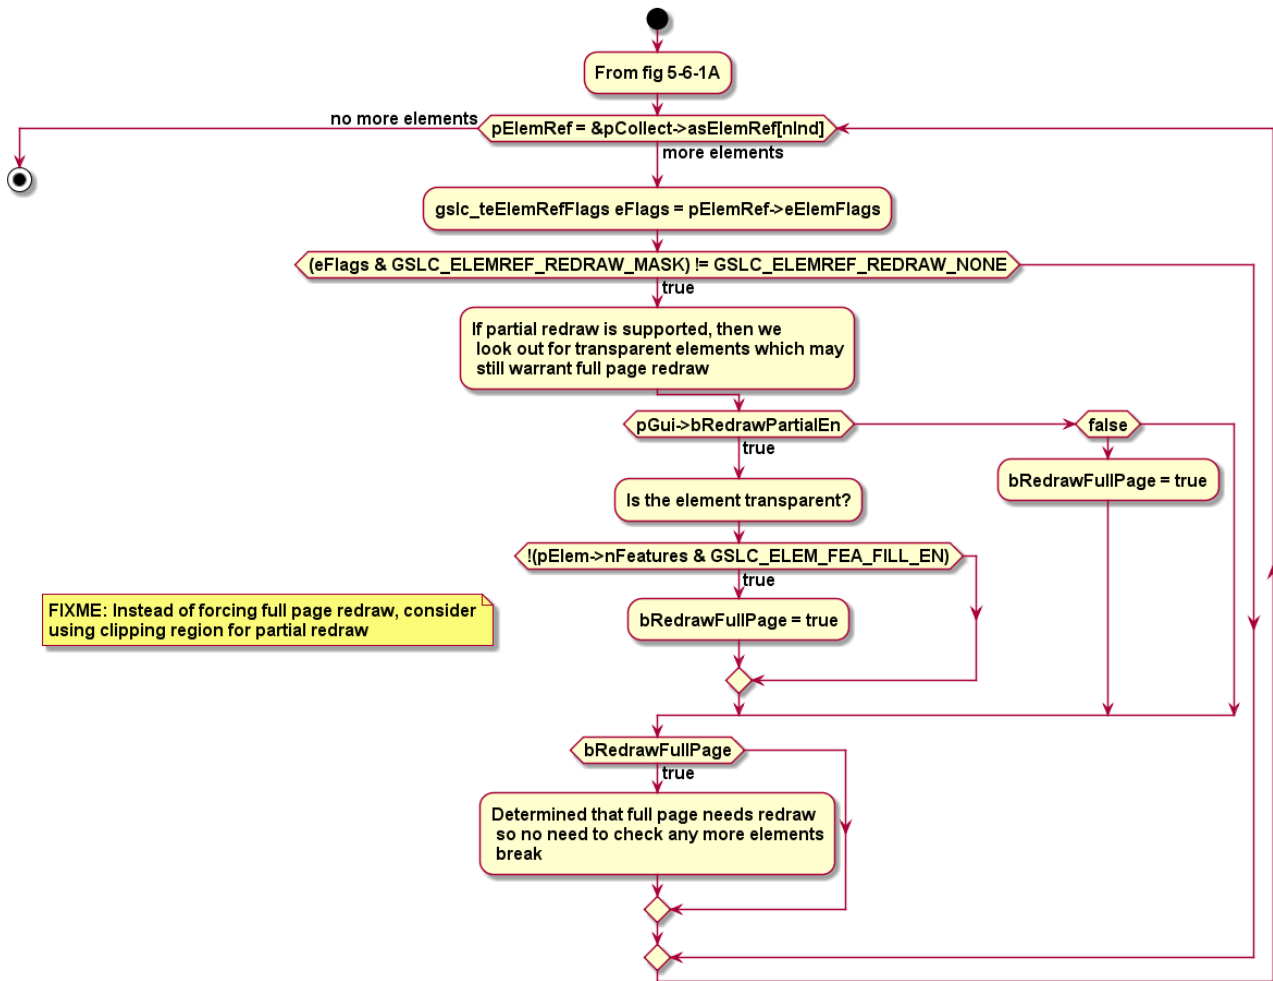 From fig 5-6-1A
no more elements
pElemRef = &pCollect->asElemRef[nInd]
more elements
gslc_teElemRefFlags eFlags = pElemRef->eElemFlags
(eFlags & GSLC_ELEMREF_REDRAW_MASK) != GSLC_ELEMREF_REDRAW_NONE
true
If partial redraw is supported, then we
look out for transparent elements which may
still warrant full page redraw
pGui->bRedrawPartialEn
false
true
bRedrawFullPage = true
Is the element transparent?
!(pElem->nFeatures & GSLC_ELEM_FEA_FILL_EN)
true
FIXME: Instead of forcing full page redraw, consider
using clipping region for partial redraw
bRedrawFullPage = true
bRedrawFullPage
true
Determined that full page needs redraw
so no need to check any more elements
break